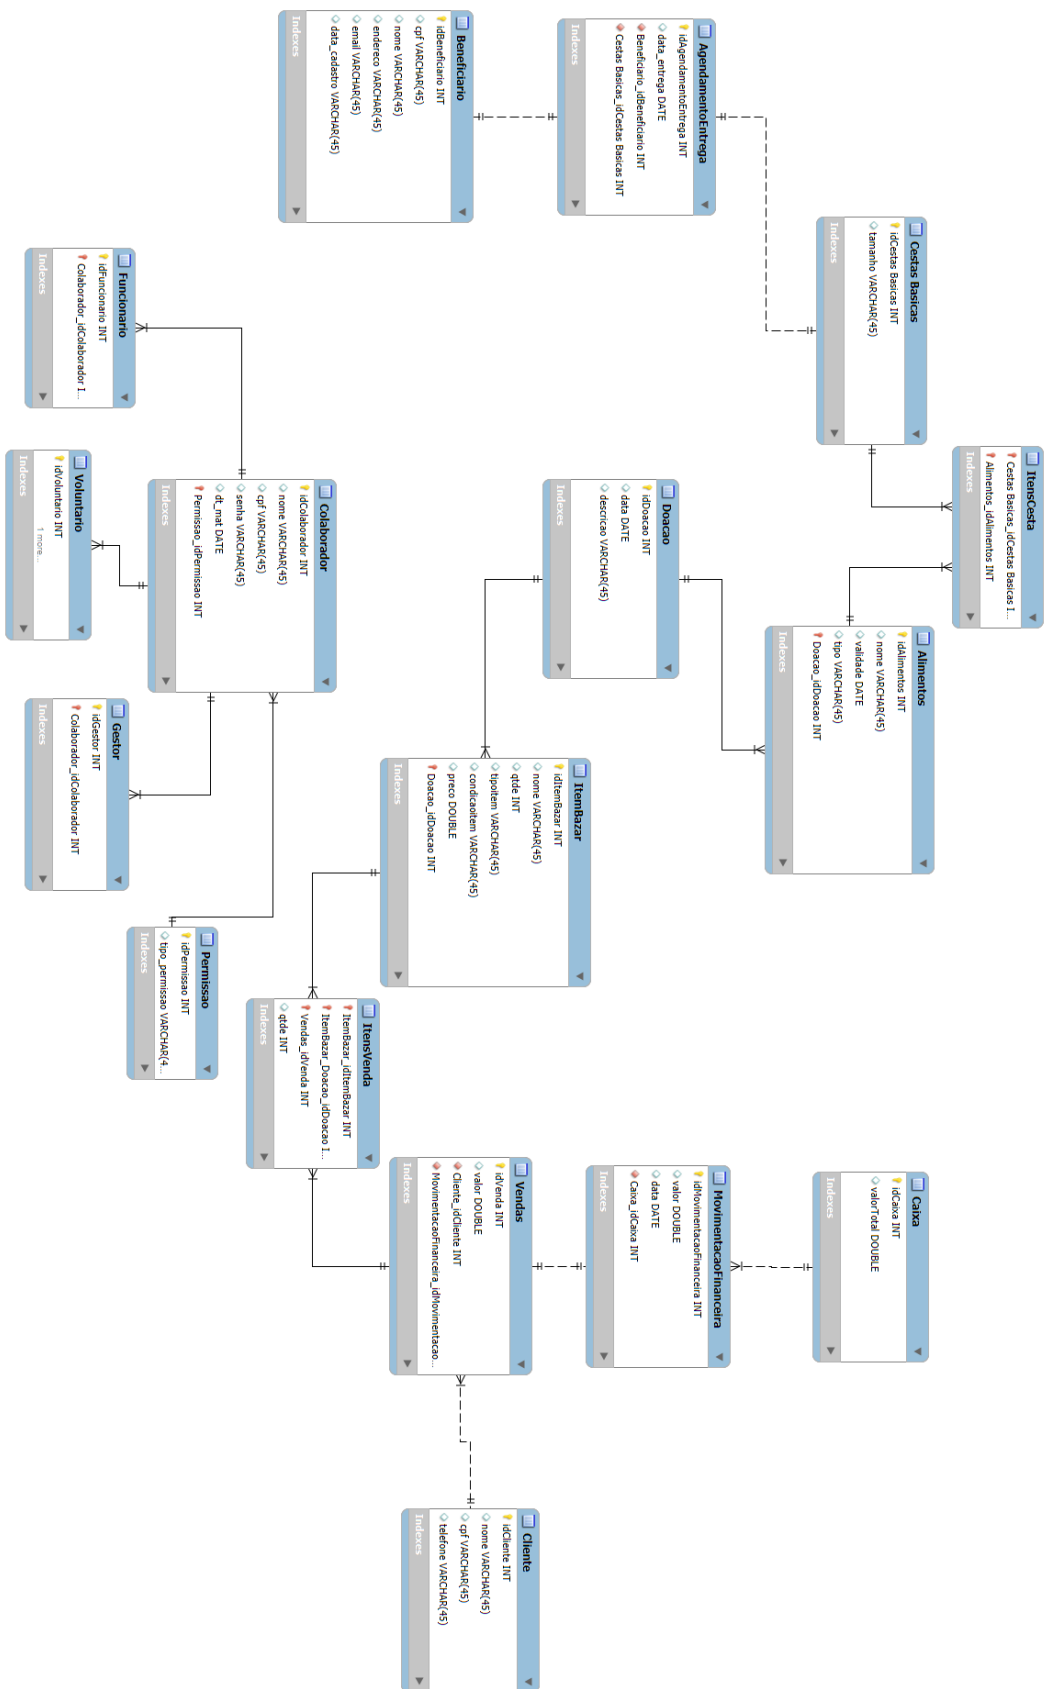 Beneficiario
idBeneficiario INT
cpf VARCHAR(45)
nome VARCHAR(45)
endereco VARCHAR(45)
email VARCHAR(45)
data_cadastro VARCHAR(45)
Indexes
AgendamentoEntrega
idAgendamentoEntrega INT
data_entrega DATE
Beneficiario_idBeneficiario INT
Cestas Basicas_idCestas Basicas INT
Indexes
Cestas Basicas
idCestas Basicas INT
tamanho VARCHAR(45)
Indexes
ItensCesta
Cestas Basicas_idCestas Basicas I...
Alimentos_idAlimentos INT
Indexes
Alimentos
idAlimentos INT
nome VARCHAR(45)
validade DATE
tipo VARCHAR(45)
Doacao_idDoacao INT
Indexes
Doacao
idDoacao INT
data DATE
descricao VARCHAR(45)
Indexes
Funcionario
idFuncionario INT
Colaborador_idColaborador I...
Indexes
Voluntario
idVoluntario INT
1 more...
Indexes
Colaborador
idColaborador INT
nome VARCHAR(45)
cpf VARCHAR(45)
senha VARCHAR(45)
dt_mat DATE
Permissao_idPermissao INT
Indexes
Gestor
idGestor INT
Colaborador_idColaborador INT
Indexes
Permissao
idPermissao INT
tipo_permissao VARCHAR(4...
Indexes
ItemBazar
idItemBazar INT
nome VARCHAR(45)
qtde INT
tipoitem VARCHAR(45)
condicaoitem VARCHAR(45)
preco DOUBLE
Doacao_idDoacao INT
Indexes
ItensVenda
ItemBazar_idItemBazar INT
ItemBazar_Doacao_idDoacao I...
Vendas_idVenda INT
qtde INT
Indexes
Vendas
idVenda INT
valor DOUBLE
Cliente_idCliente INT
MovimentacaoFinanceira_idMovimentacao...
Indexes
MovimentacaoFinanceira
idMovimentacaoFinanceira INT
valor DOUBLE
data DATE
Caixa_idCaixa INT
Indexes
Caixa
idCaixa INT
valorTotal DOUBLE
Indexes
Cliente
idCliente INT
nome VARCHAR(45)
cpf VARCHAR(45)
telefone VARCHAR(45)
Indexes